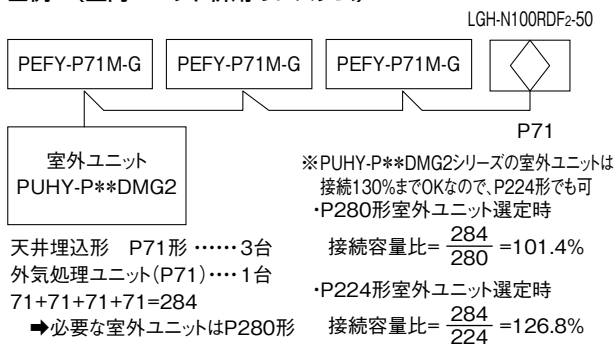 LGH-N100RDF2-50
PEFY-P71M-G
PEFY-P71M-G
PEFY-P71M-G
P71
室外ユニット
PUHY-P**DMG2
※PUHY-P**DMG2シリーズの室外ユニットは
接続130%までOKなので、P224形でも可
・P280形室外ユニット選定時
接続容量比= 284/280 =101.4%
・P224形室外ユニット選定時
接続容量比= 284/224 =126.8%
天井埋込形 P71形 ……3台
外気処理ユニット(P71)‥‥1台
71+71+71+71=284
➡必要な室外ユニットはP280形